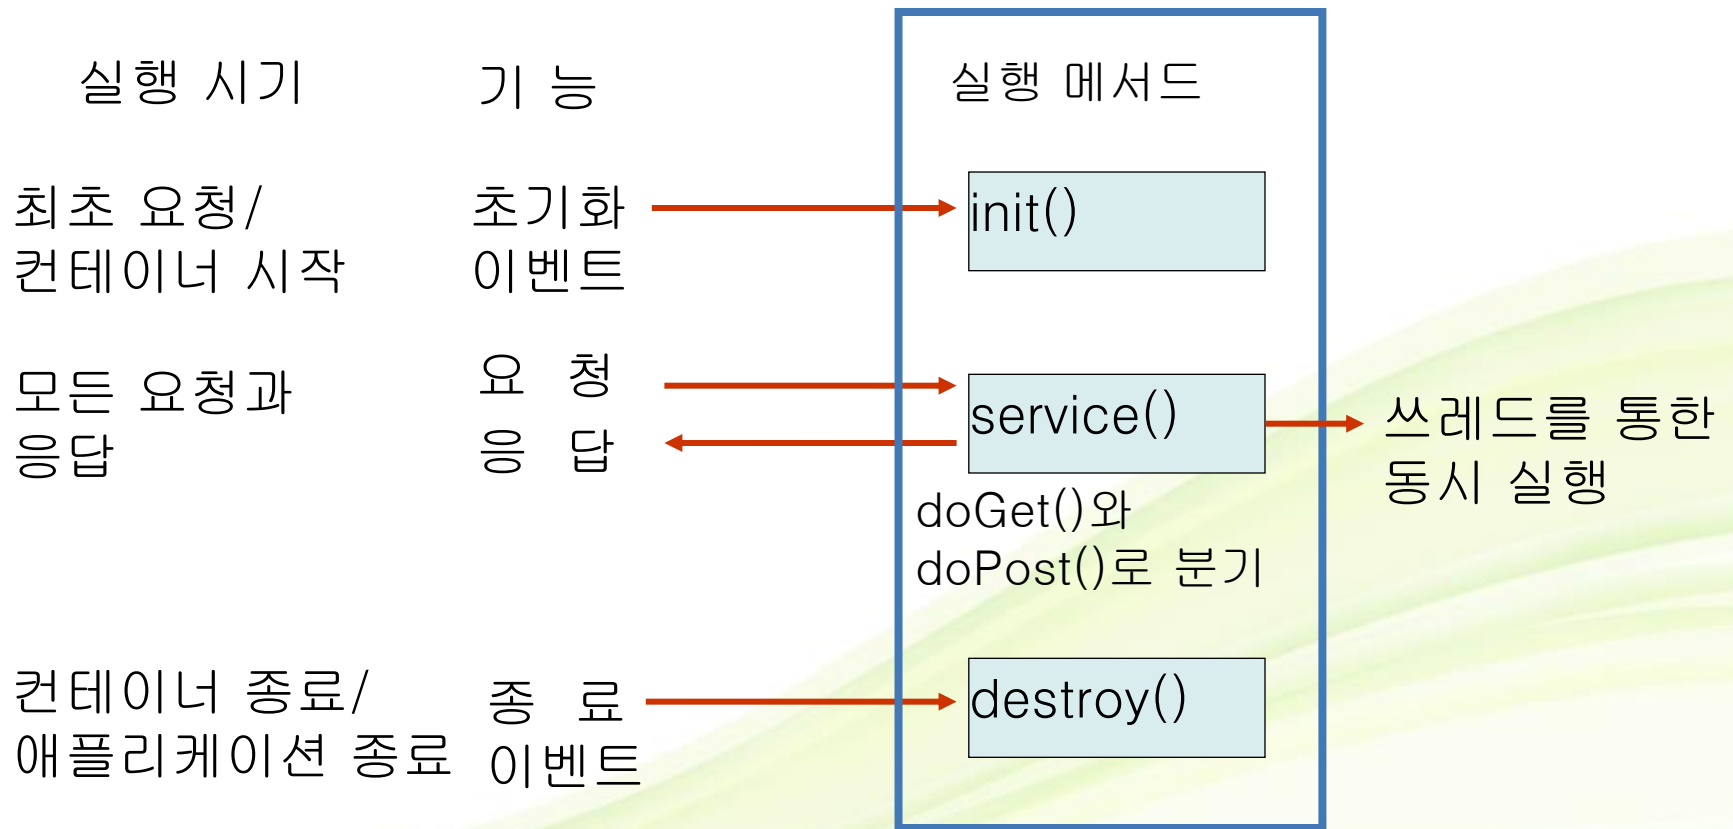 실행 시기
기 능
실행 메서드
최초 요청/
컨테이너 시작
초기화
이벤트
init()
모든 요청과
응답
요 청
응 답
service()
doGet()와
doPost()로 분기
쓰레드를 통한
동시 실행
컨테이너 종료/
애플리케이션 종료
종 료
이벤트
destroy()